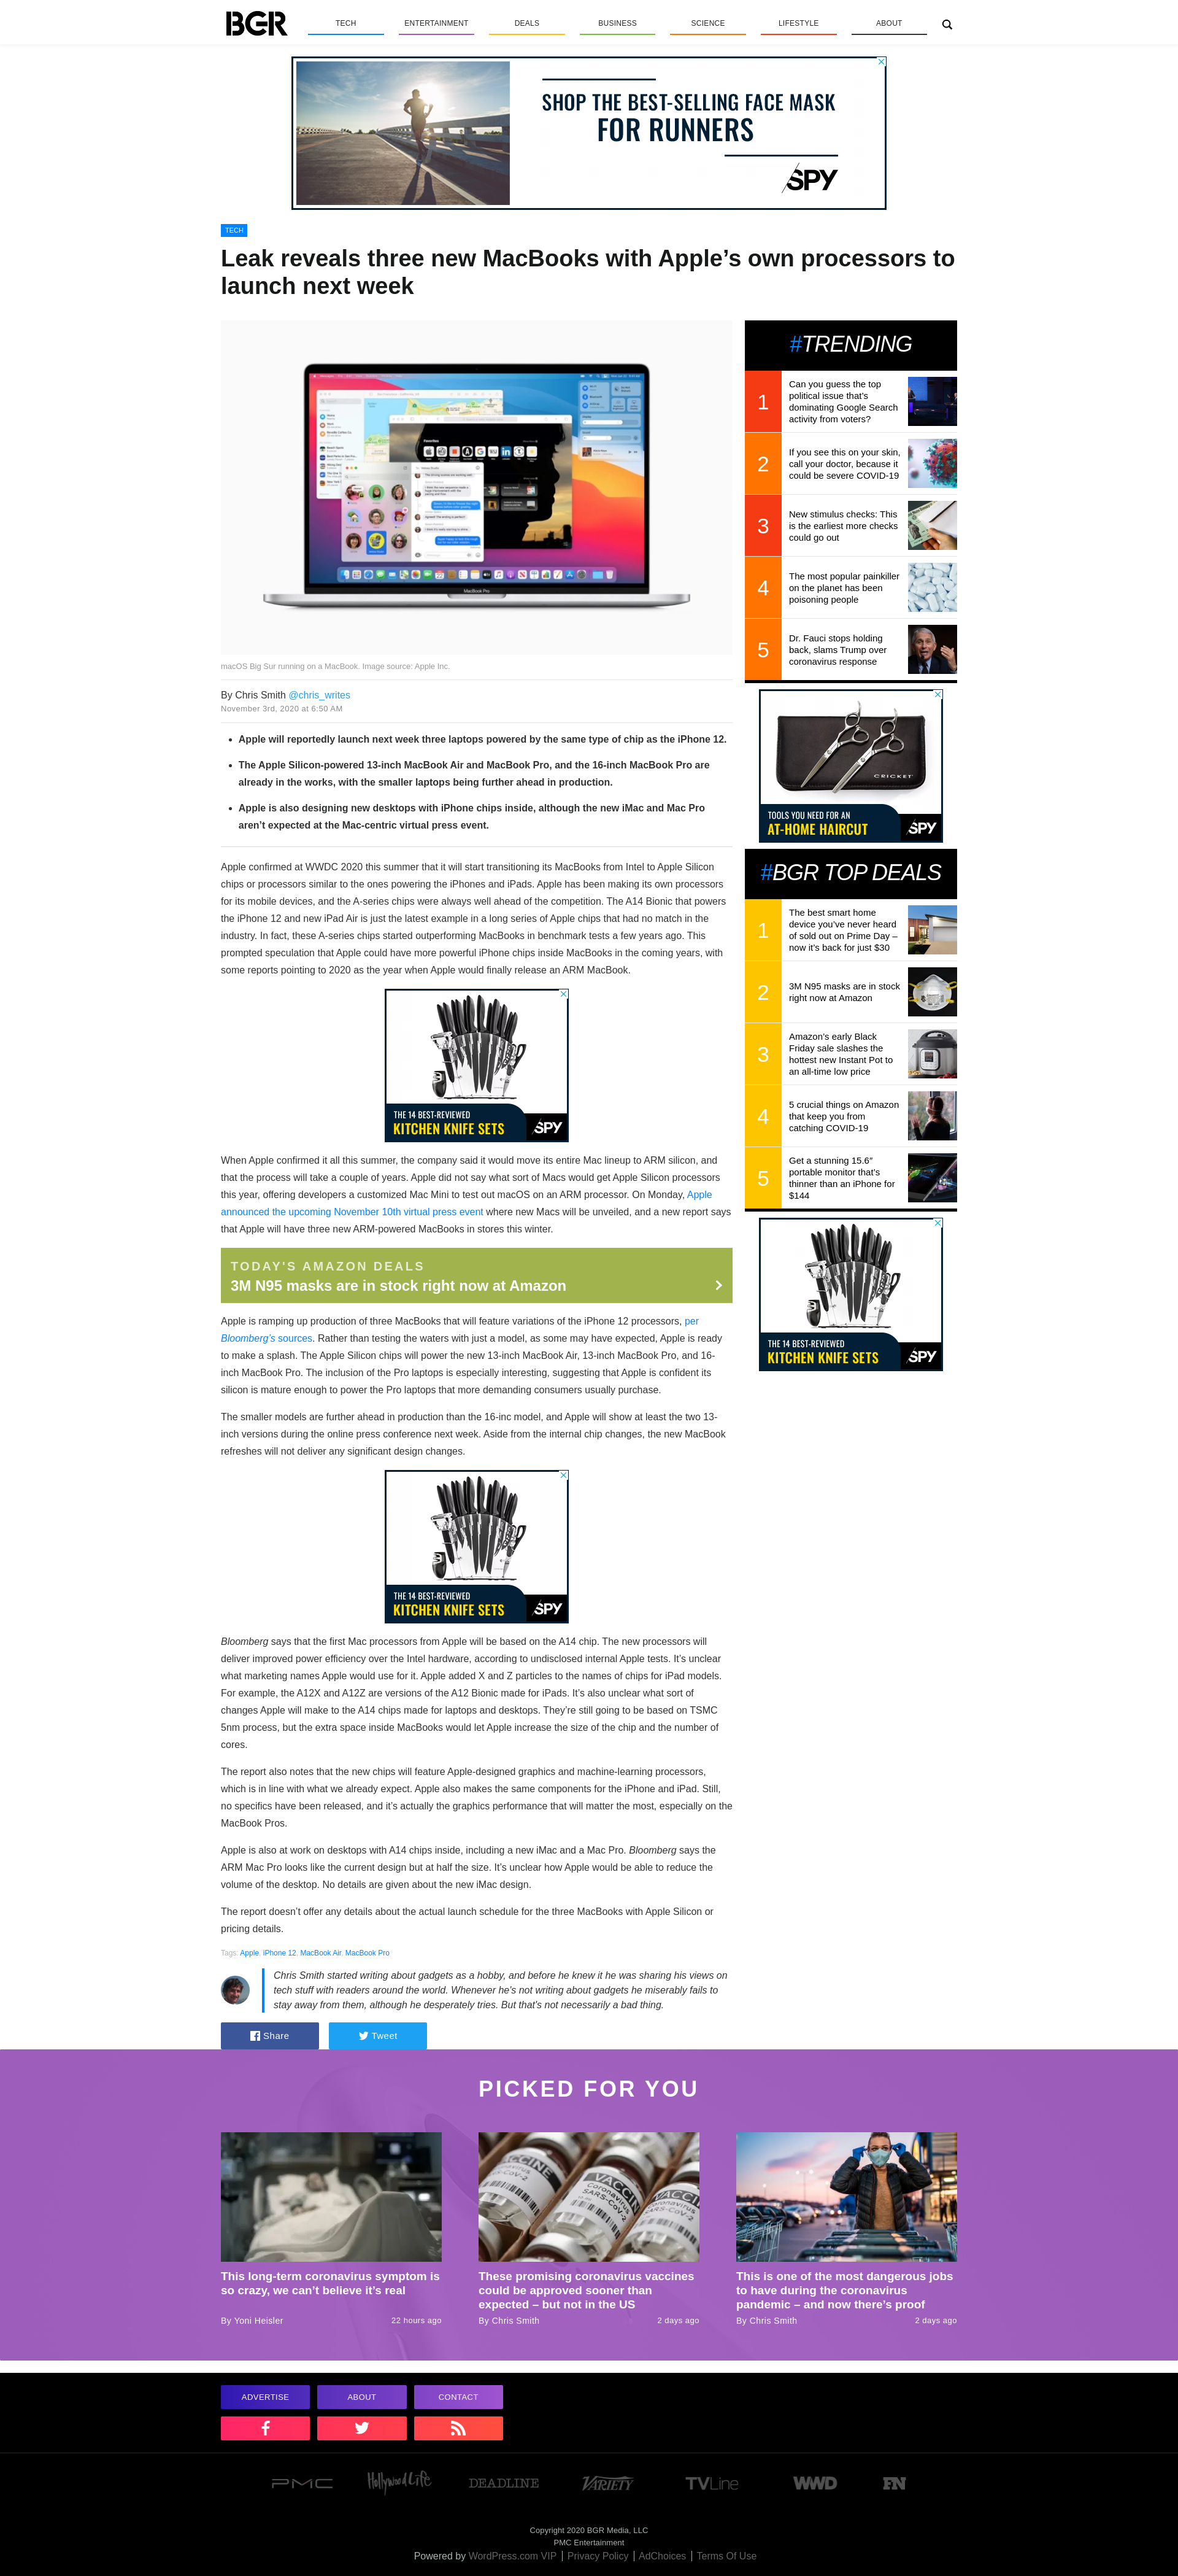 BGR
TECH
ENTERTAINMENT
DEALS
BUSINESS
SCIENCE
LIFESTYLE
ABOUT
SHOP THE BEST-SELLING FACE MASK
FOR RUNNERS
SPY
TECH
Leak reveals three new MacBooks with Apple’s own processors to
launch next week
MacBook Pro
macOS Big Sur running on a MacBook. Image source: Apple Inc.
By Chris Smith @chris_writes
November 3rd, 2020 at 6:50 AM
• Apple will reportedly launch next week three laptops powered by the same type of chip as the iPhone 12.
• The Apple Silicon-powered 13-inch MacBook Air and MacBook Pro, and the 16-inch MacBook Pro are
already in the works, with the smaller laptops being further ahead in production.
• Apple is also designing new desktops with iPhone chips inside, although the new iMac and Mac Pro
aren’t expected at the Mac-centric virtual press event.
Apple confirmed at WWDC 2020 this summer that it will start transitioning its MacBooks from Intel to Apple Silicon
chips or processors similar to the ones powering the iPhones and iPads. Apple has been making its own processors
for its mobile devices, and the A-series chips were always well ahead of the competition. The A14 Bionic that powers
the iPhone 12 and new iPad Air is just the latest example in a long series of Apple chips that had no match in the
industry. In fact, these A-series chips started outperforming MacBooks in benchmark tests a few years ago. This
prompted speculation that Apple could have more powerful iPhone chips inside MacBooks in the coming years, with
some reports pointing to 2020 as the year when Apple would finally release an ARM MacBook.
THE 14 BEST-REVIEWED
KITCHEN KNIFE SETS
SPY
When Apple confirmed it all this summer, the company said it would move its entire Mac lineup to ARM silicon, and
that the process will take a couple of years. Apple did not say what sort of Macs would get Apple Silicon processors
this year, offering developers a customized Mac Mini to test out macOS on an ARM processor. On Monday, Apple
announced the upcoming November 10th virtual press event where new Macs will be unveiled, and a new report says
that Apple will have three new ARM-powered MacBooks in stores this winter.
TODAY'S AMAZON DEALS
3M N95 masks are in stock right now at Amazon
Apple is ramping up production of three MacBooks that will feature variations of the iPhone 12 processors, per
Bloomberg’s sources. Rather than testing the waters with just a model, as some may have expected, Apple is ready
to make a splash. The Apple Silicon chips will power the new 13-inch MacBook Air, 13-inch MacBook Pro, and 16-
inch MacBook Pro. The inclusion of the Pro laptops is especially interesting, suggesting that Apple is confident its
silicon is mature enough to power the Pro laptops that more demanding consumers usually purchase.
The smaller models are further ahead in production than the 16-inc model, and Apple will show at least the two 13-
inch versions during the online press conference next week. Aside from the internal chip changes, the new MacBook
refreshes will not deliver any significant design changes.
THE 14 BEST-REVIEWED
KITCHEN KNIFE SETS
SPY
Bloomberg says that the first Mac processors from Apple will be based on the A14 chip. The new processors will
deliver improved power efficiency over the Intel hardware, according to undisclosed internal Apple tests. It’s unclear
what marketing names Apple would use for it. Apple added X and Z particles to the names of chips for iPad models.
For example, the A12X and A12Z are versions of the A12 Bionic made for iPads. It’s also unclear what sort of
changes Apple will make to the A14 chips made for laptops and desktops. They’re still going to be based on TSMC
5nm process, but the extra space inside MacBooks would let Apple increase the size of the chip and the number of
cores.
The report also notes that the new chips will feature Apple-designed graphics and machine-learning processors,
which is in line with what we already expect. Apple also makes the same components for the iPhone and iPad. Still,
no specifics have been released, and it’s actually the graphics performance that will matter the most, especially on the
MacBook Pros.
Apple is also at work on desktops with A14 chips inside, including a new iMac and a Mac Pro. Bloomberg says the
ARM Mac Pro looks like the current design but at half the size. It’s unclear how Apple would be able to reduce the
volume of the desktop. No details are given about the new iMac design.
The report doesn’t offer any details about the actual launch schedule for the three MacBooks with Apple Silicon or
pricing details.
Tags: Apple, iPhone 12, MacBook Air, MacBook Pro
Chris Smith started writing about gadgets as a hobby, and before he knew it he was sharing his views on
tech stuff with readers around the world. Whenever he's not writing about gadgets he miserably fails to
stay away from them, although he desperately tries. But that's not necessarily a bad thing.
Share
Tweet
#TRENDING
1
Can you guess the top
political issue that’s
dominating Google Search
activity from voters?
2
If you see this on your skin,
call your doctor, because it
could be severe COVID-19
3
New stimulus checks: This
is the earliest more checks
could go out
4
The most popular painkiller
on the planet has been
poisoning people
5
Dr. Fauci stops holding
back, slams Trump over
coronavirus response
CRICKET
TOOLS YOU NEED FOR AN
AT-HOME HAIRCUT
SPY
#BGR TOP DEALS
1
The best smart home
device you’ve never heard
of sold out on Prime Day –
now it’s back for just $30
2
3M N95 masks are in stock
right now at Amazon
3
Amazon’s early Black
Friday sale slashes the
hottest new Instant Pot to
an all-time low price
4
5 crucial things on Amazon
that keep you from
catching COVID-19
5
Get a stunning 15.6″
portable monitor that’s
thinner than an iPhone for
$144
THE 14 BEST-REVIEWED
KITCHEN KNIFE SETS
SPY
PICKED FOR YOU
VACCINE
Coronavirus
SARS-CoV-2
This long-term coronavirus symptom is
so crazy, we can’t believe it’s real
By Yoni Heisler
22 hours ago
These promising coronavirus vaccines
could be approved sooner than
expected – but not in the US
By Chris Smith
2 days ago
This is one of the most dangerous jobs
to have during the coronavirus
pandemic – and now there’s proof
By Chris Smith
2 days ago
ADVERTISE
ABOUT
CONTACT
PMC
HollywoodLife
DEADLINE
VARIETY
TVLine
WWD
FN
Copyright 2020 BGR Media, LLC
PMC Entertainment
Powered by WordPress.com VIP | Privacy Policy | AdChoices | Terms Of Use